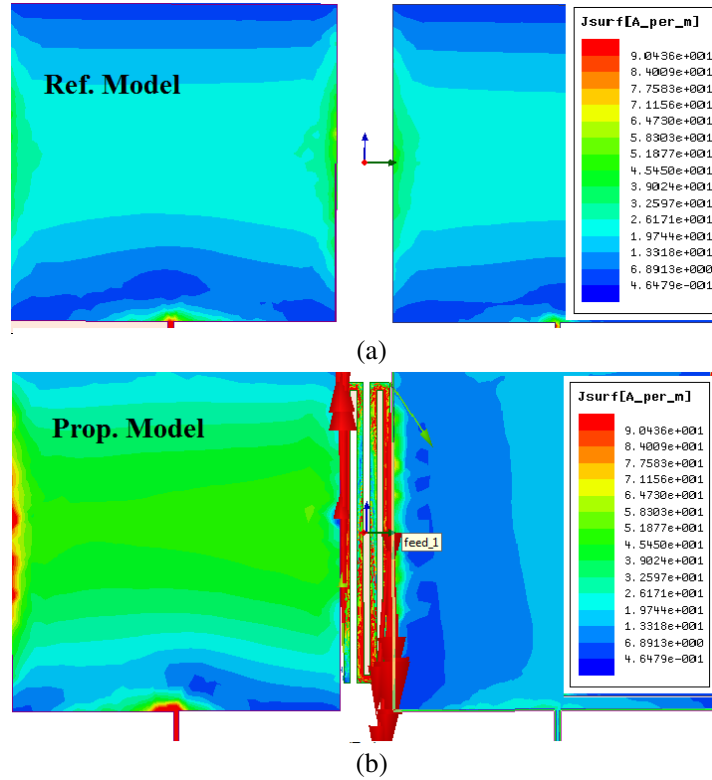 Jsurf[A_per_m]
Ref. Model
9.0436e+001
8.4009e+001
7.7583e+001
7.1156e+001
6.4730e+001
5.8303e+001
5.1877e+001
4.5450e+001
3.9024e+001
3.2597e+001
2.6171e+001
1.9744e+001
1.3318e+001
6.8913e+000
4.6479e-001
(a)
Jsurf[A_per_m]
Prop. Model
9.0436e+001
8.4009e+001
7.7583e+001
7.1156e+001
6.4730e+001
5.8303e+001
5.1877e+001
4.5450e+001
3.9024e+001
3.2597e+001
2.6171e+001
1.9744e+001
1.3318e+001
6.8913e+000
4.6479e-001
feed_1
(b)